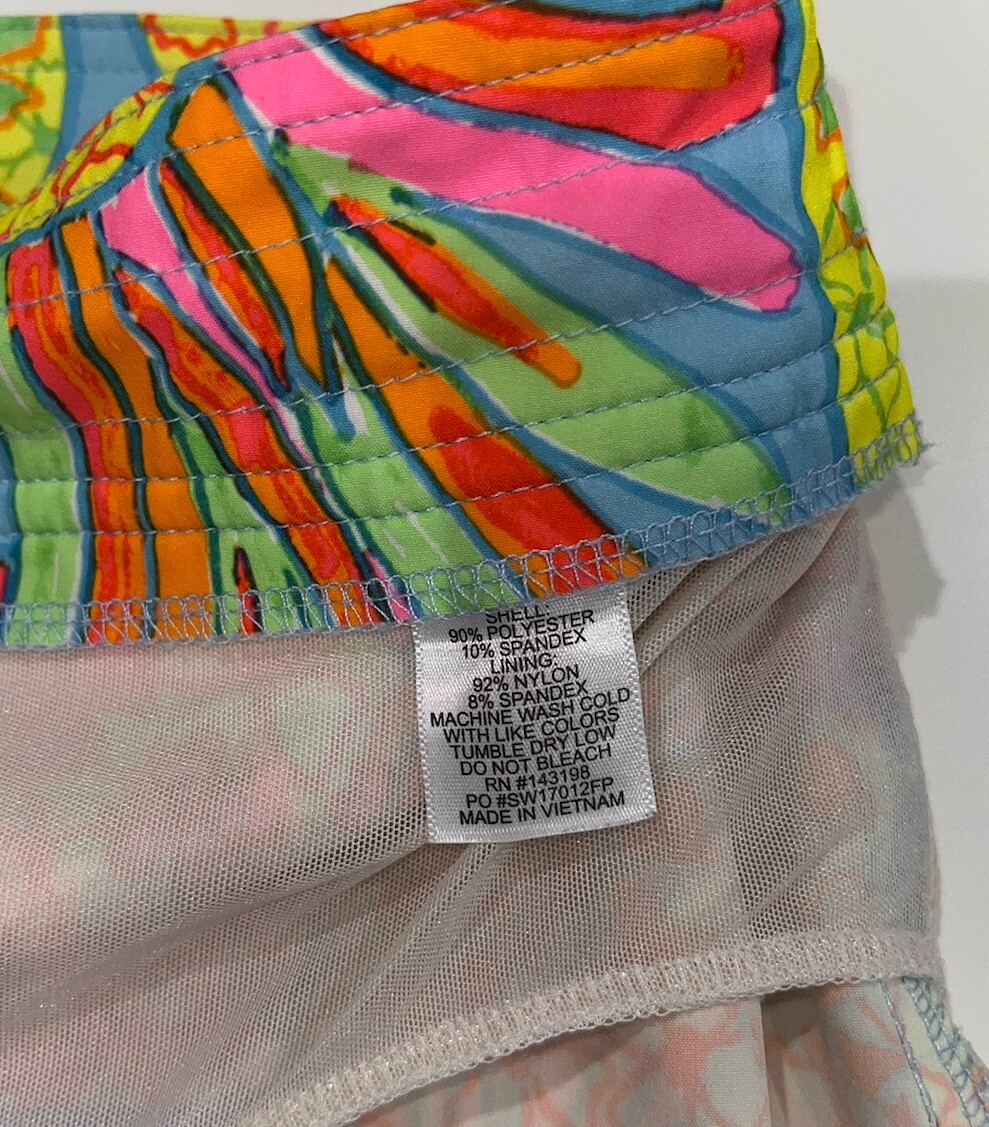 SHELL:
90% POLYESTER
10% SPANDEX
LINING:
92% NYLON
8% SPANDEX
MACHINE WASH COLD
WITH LIKE COLORS
TUMBLE DRY LOW
DO NOT BLEACH
RN #143198
PO #SW17012FP
MADE IN VIETNAM